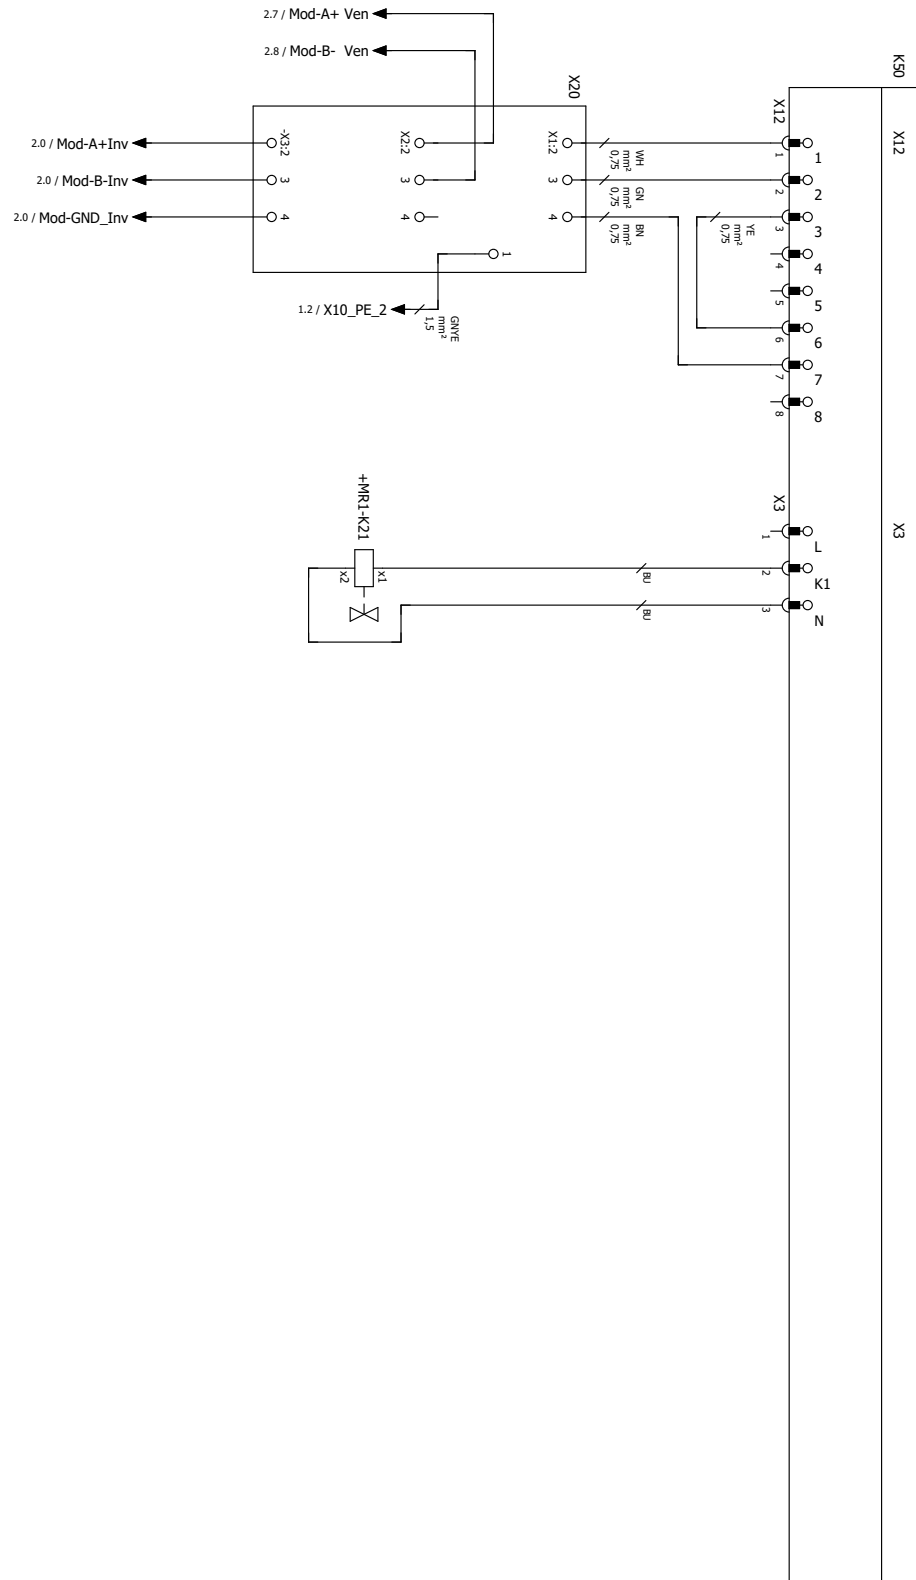 2.7 / Mod-A+ Ven
2.8 / Mod-B- Ven
K50
X20
X12
X12
2.0 / Mod-A+Inv
-X3:2
X2:2
X1:2
WH
mm²
0,75
1
1
2.0 / Mod-B-Inv
3
3
3
GN
mm²
0,75
2
2
2.0 / Mod-GND_Inv
4
4
4
BN
mm²
0,75
YE
mm²
0,75
3
3
1
4
4
5
5
1.2 / X10_PE_2
GNYE
mm²
1,5
6
6
7
7
8
8
+MR1-K21
X3
X3
1
L
x2
x1
BU
2
K1
BU
3
N